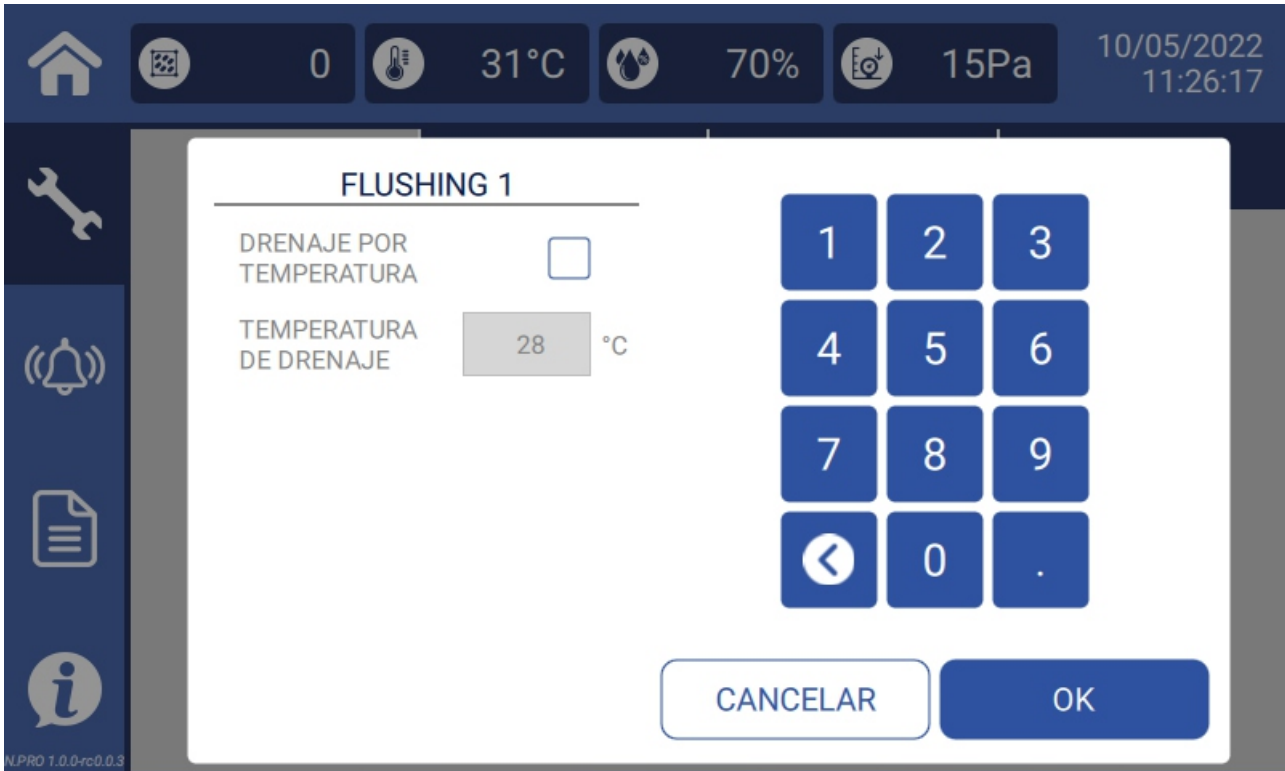 0
31°C
70%
15Pa
10/05/2022
11:26:17
FLUSHING 1
DRENAJE POR
TEMPERATURA
TEMPERATURA
DE DRENAJE
28 °C
1 2 3
4 5 6
7 8 9
0 .
CANCELAR
OK
N.PRO 1.0.0-rc0.0.3